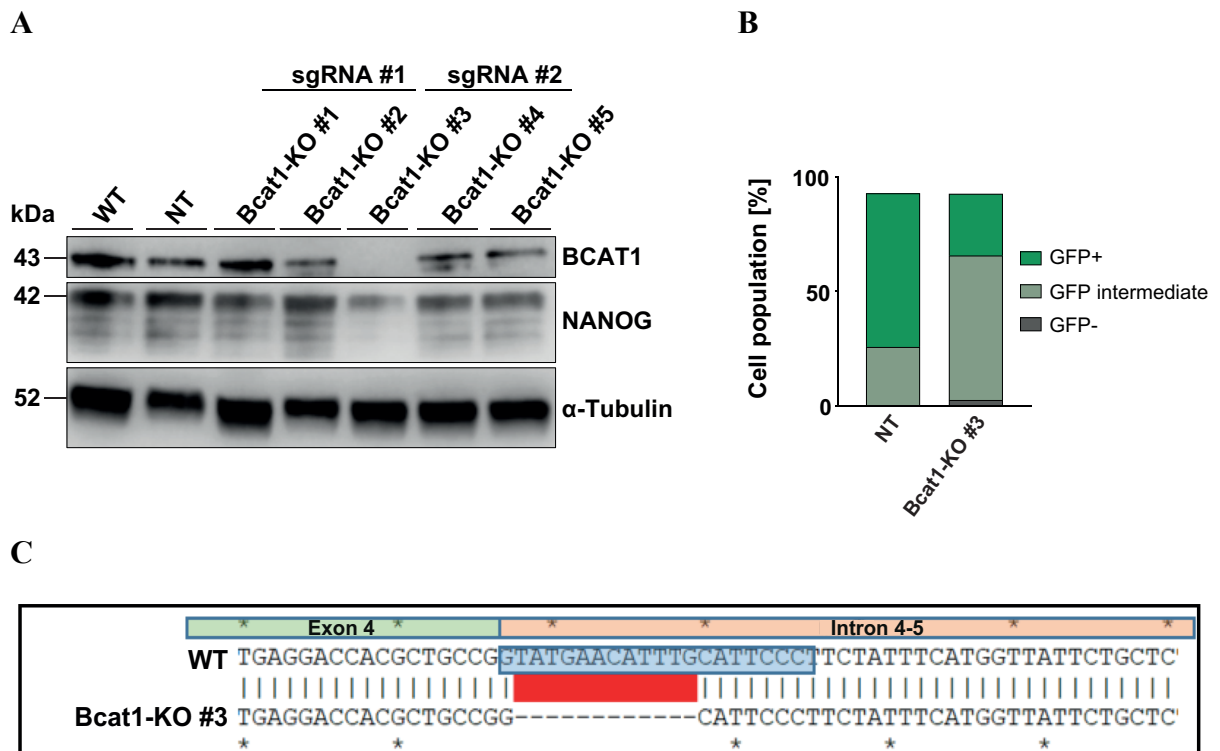 A
sgRNA #1 sgRNA #2
WT NT Bcat1-KO #1 Bcat1-KO #2 Bcat1-KO #3 Bcat1-KO #4 Bcat1-KO #5
kDa
43 BCAT1
42 NANOG
52 α-Tubulin
B
Cell population [%]
100
50
0
NT Bcat1-KO #3
GFP+
GFP intermediate
GFP-
C
* Exon 4 * * * Intron 4-5 * *
WT TGAGGACCACGCTGCCGGTATGAACATTTGCATTCCCTTCTATTTCATGGTTATTCTGCTC'
Bcat1-KO #3 TGAGGACCACGCTGCCGG------------CATTCCCTTCTATTTCATGGTTATTCTGCTC'
* * * * *